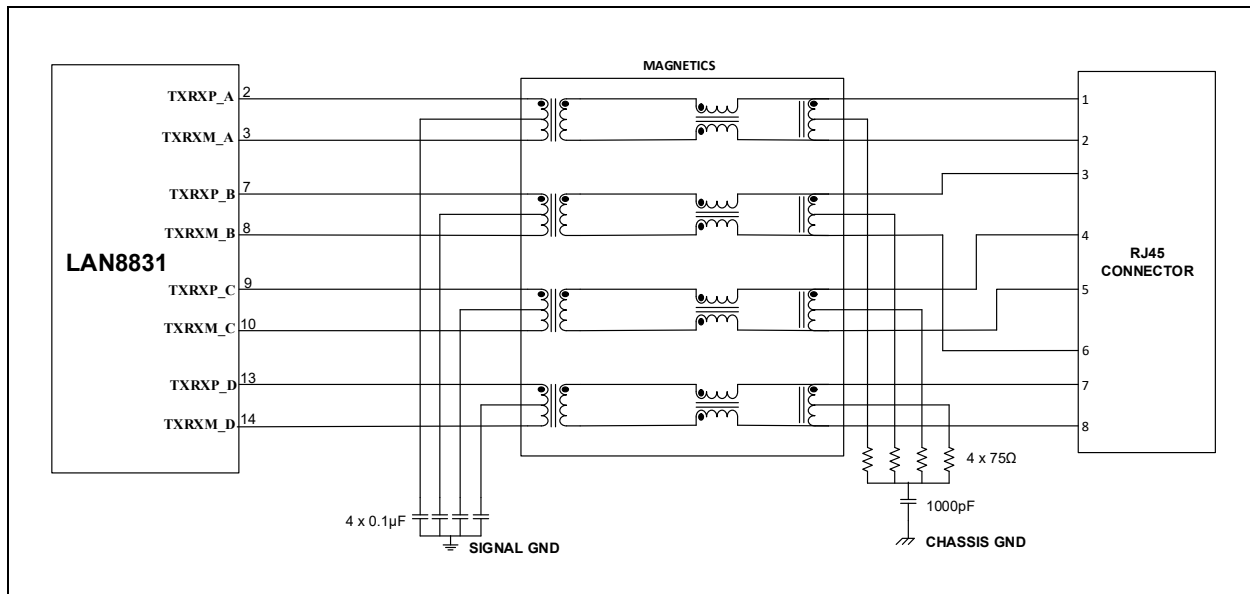 MAGNETICS
TXRXP_A 2
TXRXM_A 3
TXRXP_B 7
TXRXM_B 8
LAN8831
TXRXP_C 9
TXRXM_C 10
TXRXP_D 13
TXRXM_D 14
1
2
3
4
5
6
7
8
RJ45
CONNECTOR
4 x 75Ω
1000pF
CHASSIS GND
4 x 0.1µF
SIGNAL GND